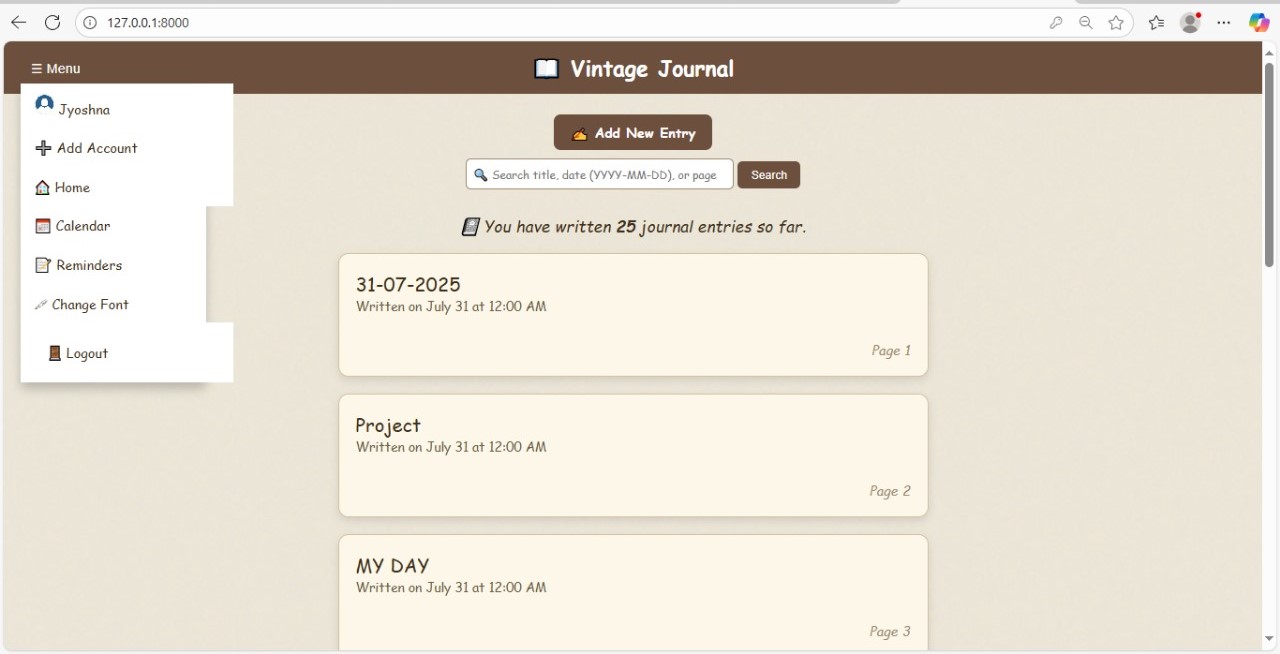 127.0.0.1:8000
☰ Menu
Vintage Journal
Jyoshna
Add Account
Home
Calendar
Reminders
Change Font
Logout
Add New Entry
Search title, date (YYYY-MM-DD), or page
Search
You have written 25 journal entries so far.
31-07-2025
Written on July 31 at 12:00 AM
Page 1
Project
Written on July 31 at 12:00 AM
Page 2
MY DAY
Written on July 31 at 12:00 AM
Page 3